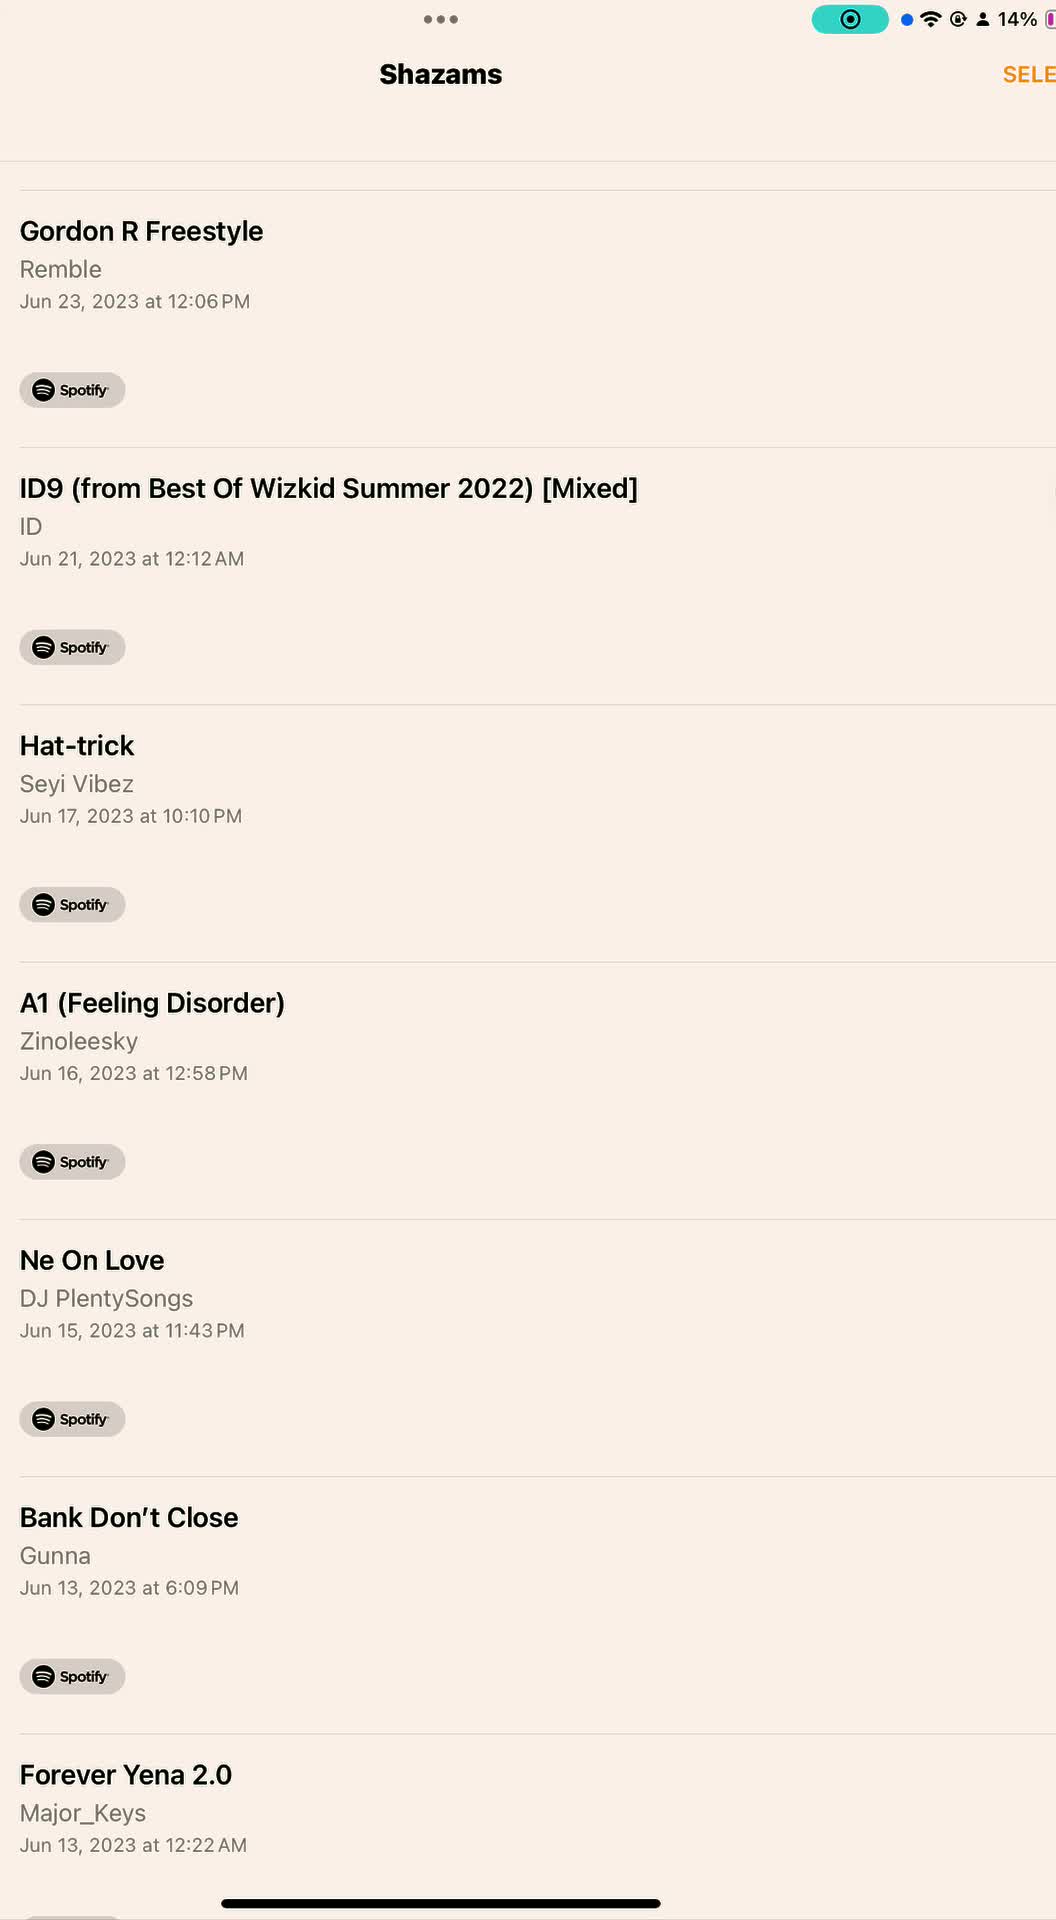 14%
Shazams
SELE
Gordon R Freestyle
Remble
Jun 23, 2023 at 12:06 PM
Spotify
ID9 (from Best Of Wizkid Summer 2022) [Mixed]
ID
Jun 21, 2023 at 12:12 AM
Spotify
Hat-trick
Seyi Vibez
Jun 17, 2023 at 10:10 PM
Spotify
A1 (Feeling Disorder)
Zinoleesky
Jun 16, 2023 at 12:58 PM
Spotify
Ne On Love
DJ PlentySongs
Jun 15, 2023 at 11:43 PM
Spotify
Bank Don’t Close
Gunna
Jun 13, 2023 at 6:09 PM
Spotify
Forever Yena 2.0
Major_Keys
Jun 13, 2023 at 12:22 AM